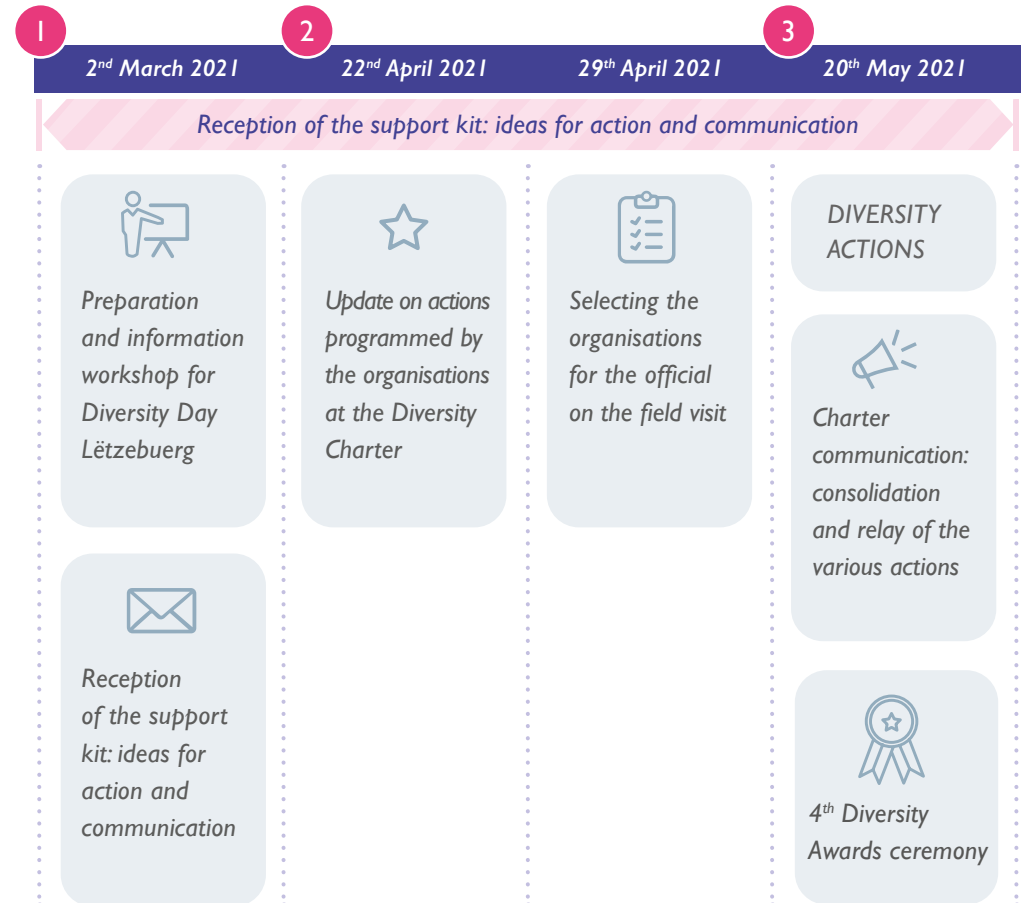 1
2
3
2nd March 2021
22nd April 2021
29th April 2021
20th May 2021
Reception of the support kit: ideas for action and communication
Preparation
and information
workshop for
Diversity Day
Lëtzebuerg
Reception
of the support
kit: ideas for
action and
communication
Update on actions
programmed by
the organisations
at the Diversity
Charter
Selecting the
organisations
for the official
on the field visit
DIVERSITY
ACTIONS
Charter
communication:
consolidation
and relay of the
various actions
4th Diversity
Awards ceremony